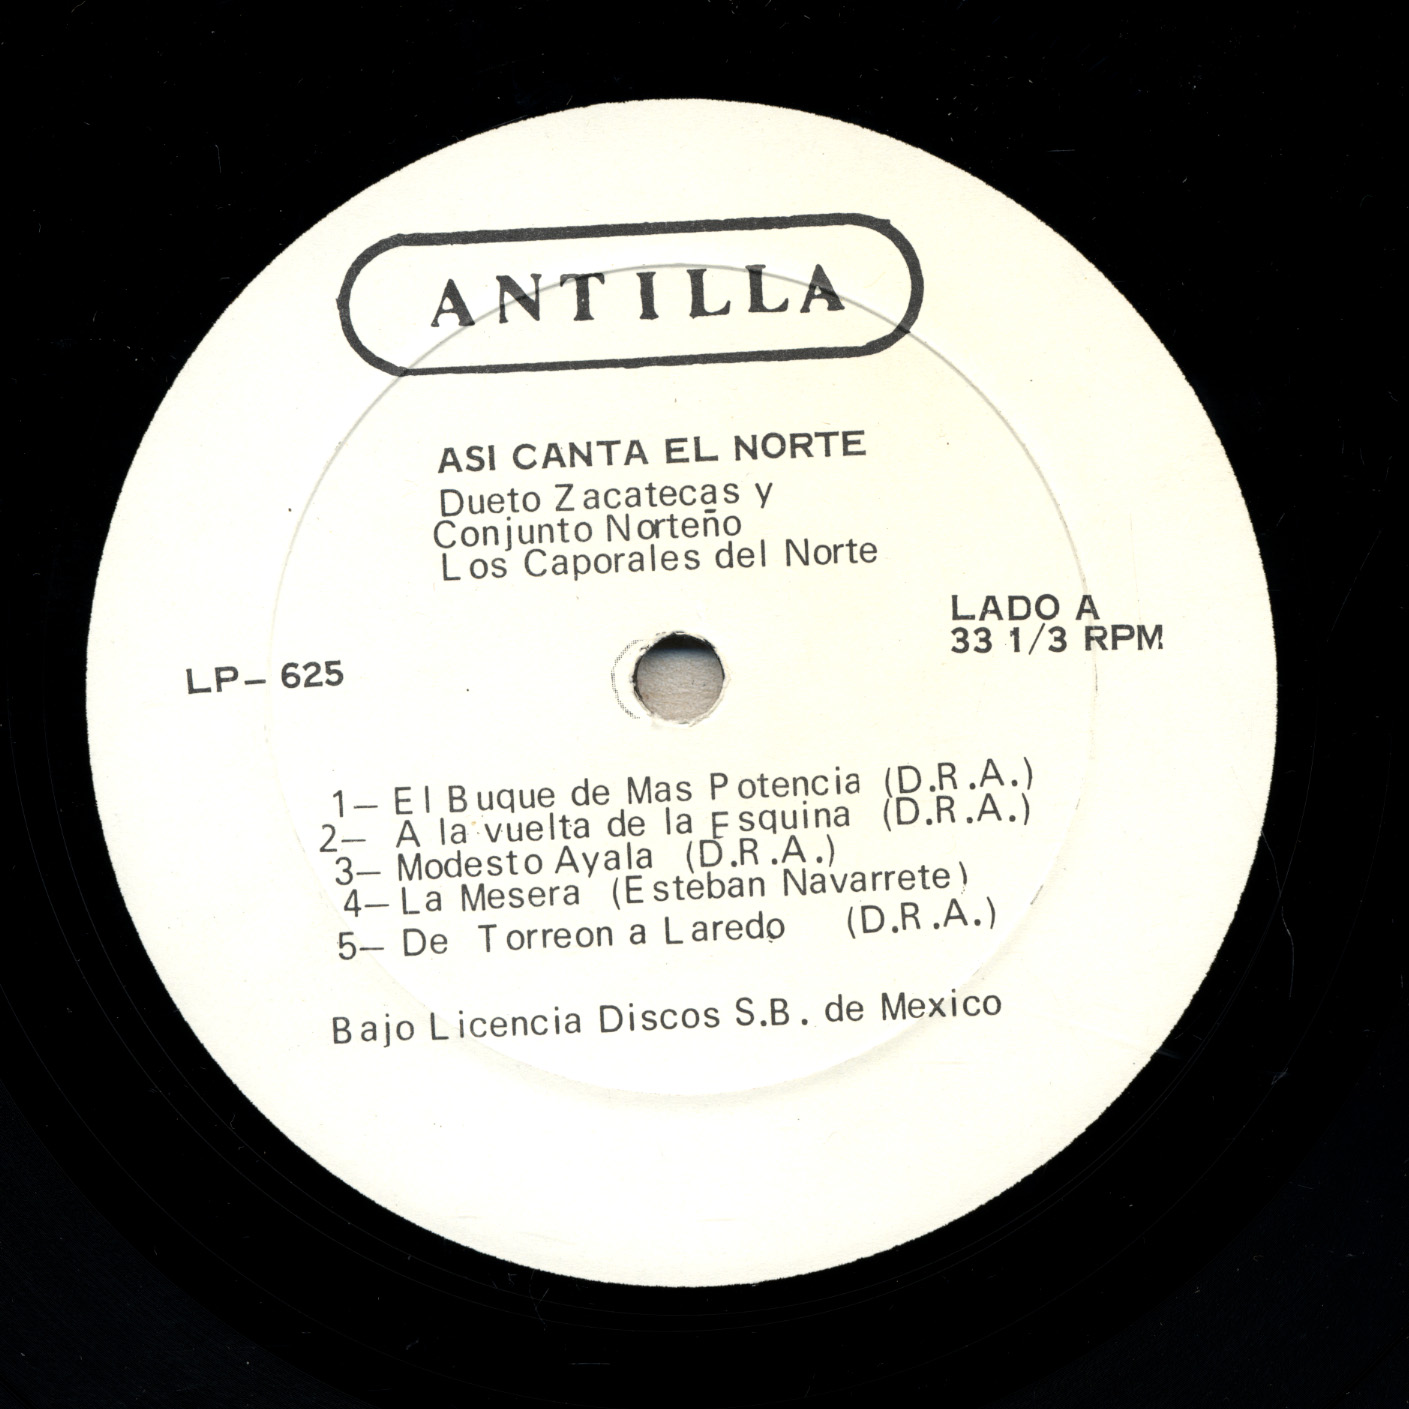 ANTILLA
ASI CANTA EL NORTE
Dueto Zacatecas y
Conjunto Norteño
Los Caporales del Norte
LADO A
33 1/3 RPM
LP- 625
1- El Buque de Mas Potencia (D.R.A.)
2- A la vuelta de la Esquina (D.R.A.)
3- Modesto Ayala (D.R.A.)
4- La Mesera (Esteban Navarrete)
5- De Torreon a Laredo (D.R.A.)
Bajo Licencia Discos S.B. de Mexico